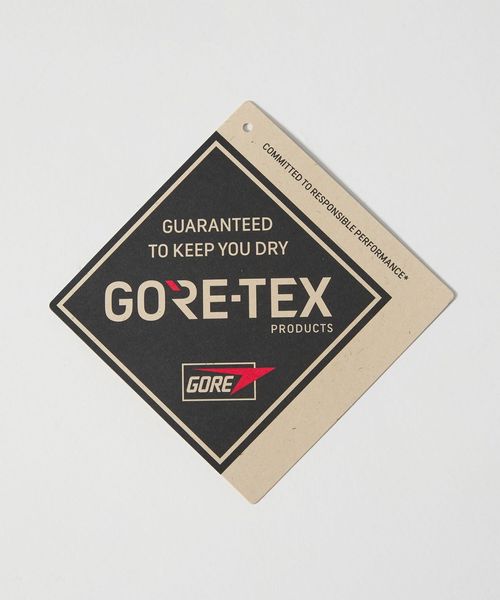 COMMITTED TO RESPONSIBLE PERFORMANCE*
GUARANTEED
TO KEEP YOU DRY
GORE-TEX
PRODUCTS
GORE